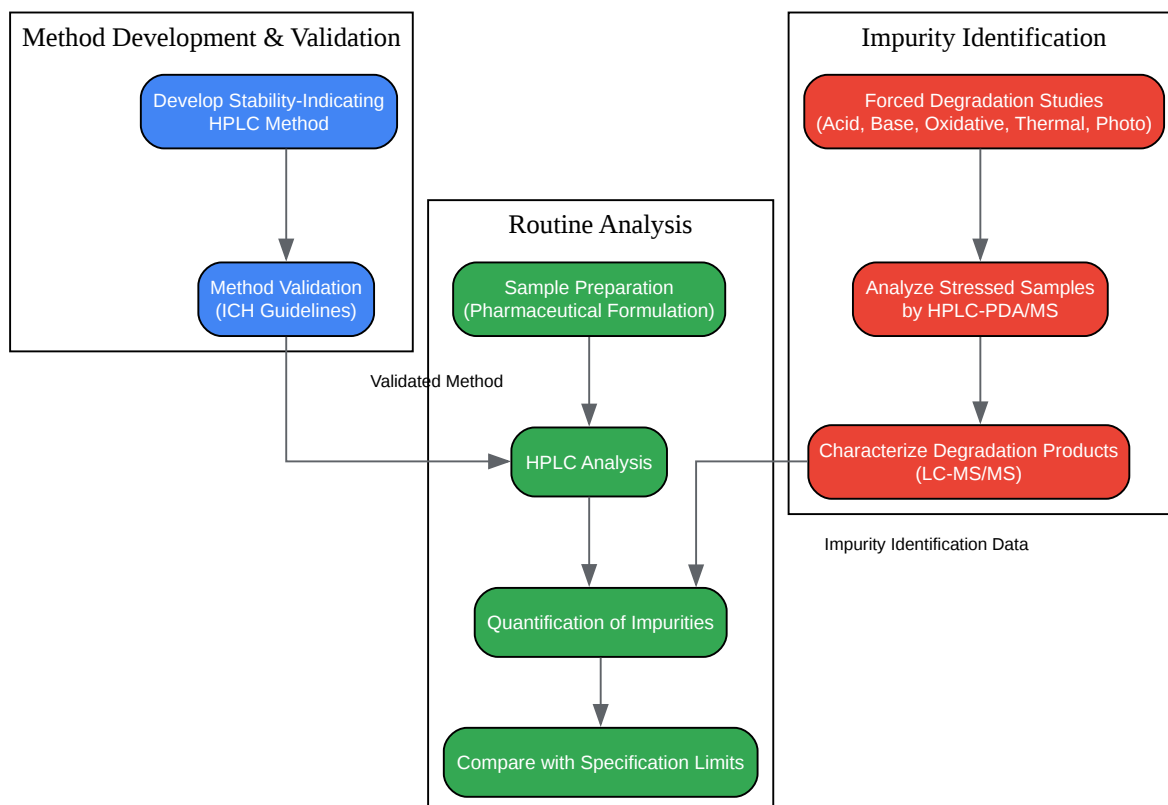 Method Development & Validation
Develop Stability-Indicating
HPLC Method
Method Validation
(ICH Guidelines)
Validated Method
Routine Analysis
Sample Preparation
(Pharmaceutical Formulation)
HPLC Analysis
Quantification of Impurities
Compare with Specification Limits
Impurity Identification
Forced Degradation Studies
(Acid, Base, Oxidative, Thermal, Photo)
Analyze Stressed Samples
by HPLC-PDA/MS
Characterize Degradation Products
(LC-MS/MS)
Impurity Identification Data